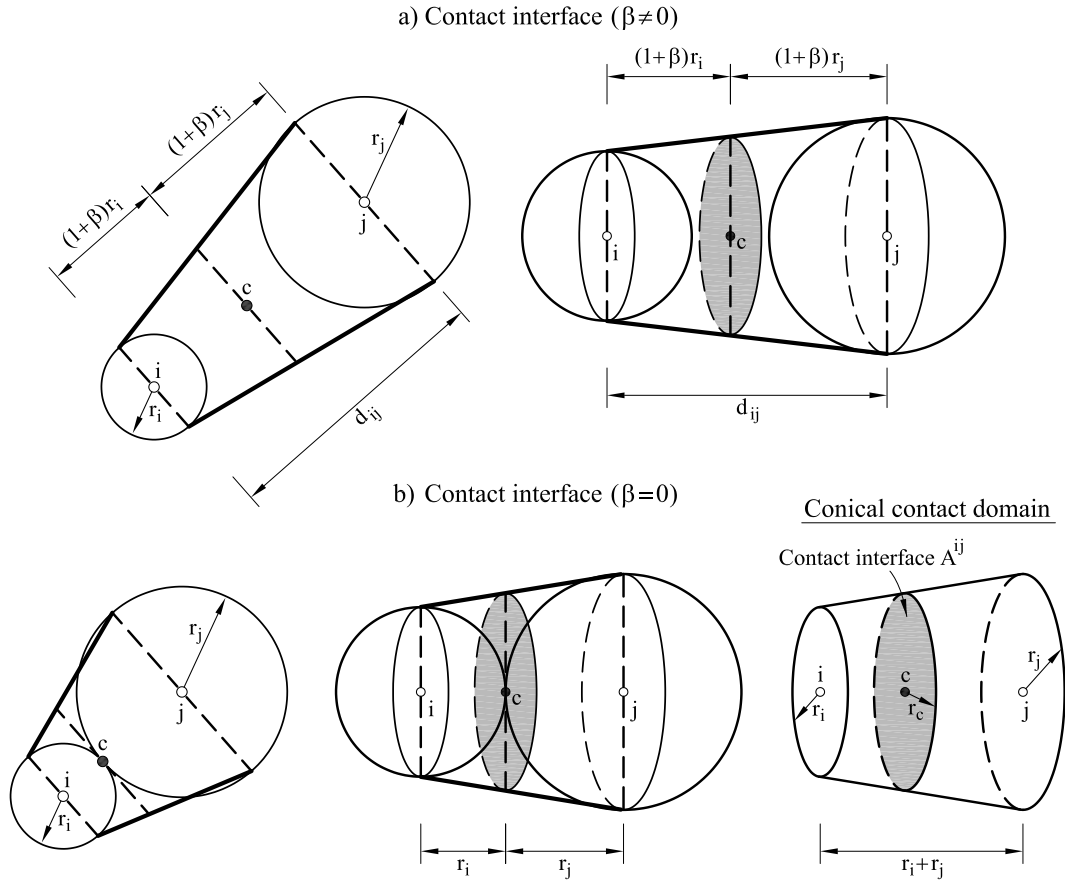 a) Contact interface (β≠0)
(1+β)r_i
(1+β)r_j
r_j
j
c
i
r_i
d_ij
(1+β)r_i
(1+β)r_j
i
c
j
d_ij
b) Contact interface (β=0)
r_j
j
c
i
r_i
i
c
j
r_i
r_j
Conical contact domain
Contact interface A^ij
i
r_i
c
r_c
r_j
j
r_i+r_j